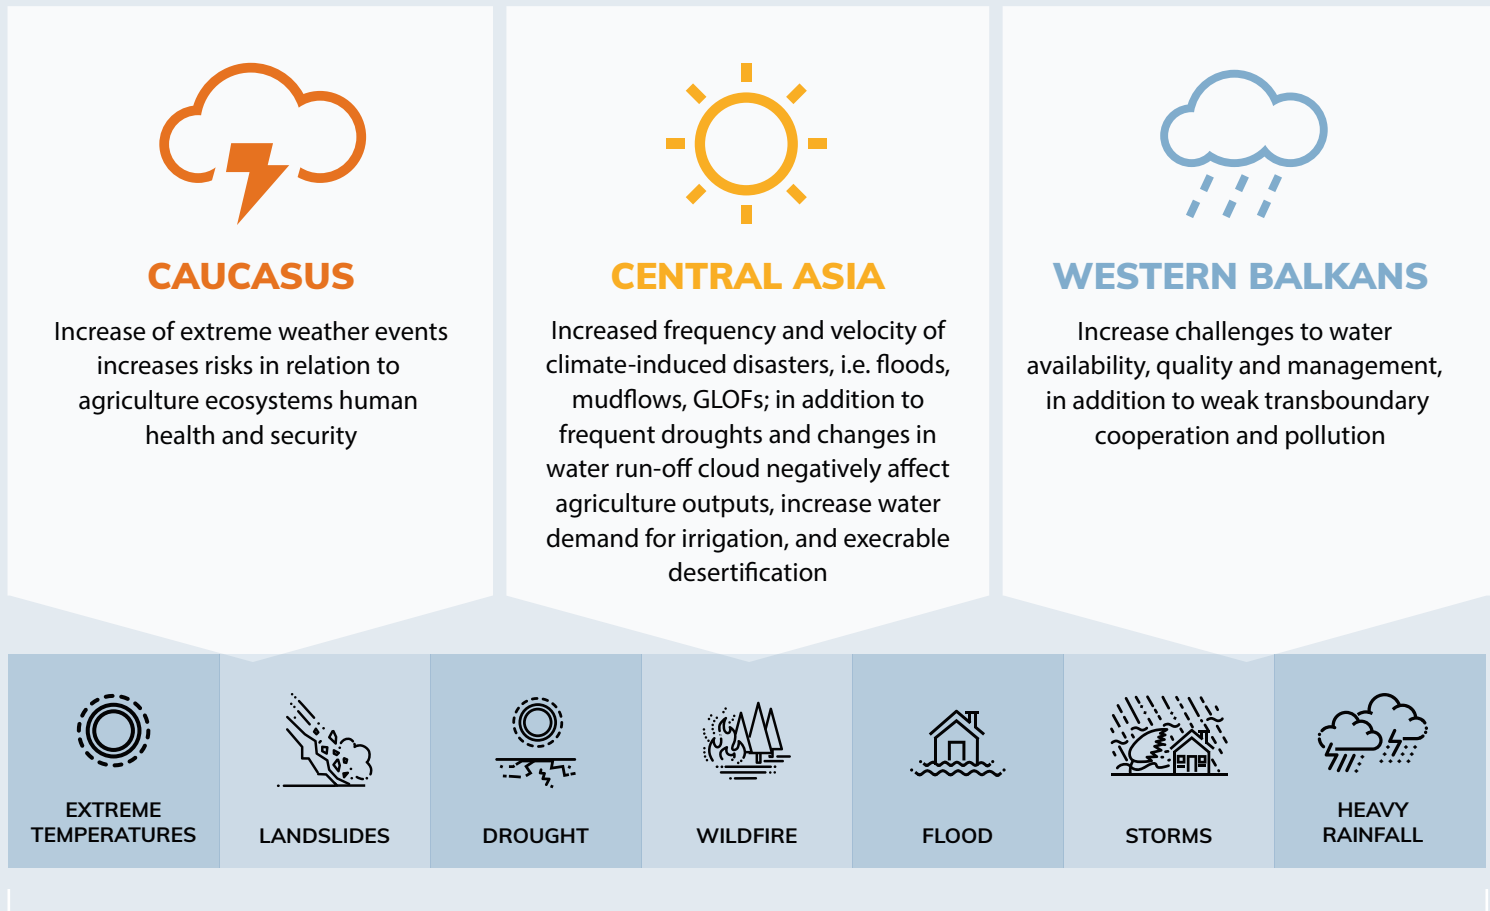 CAUCASUS
Increase of extreme weather events
increases risks in relation to
agriculture ecosystems human
health and security
CENTRAL ASIA
Increased frequency and velocity of
climate-induced disasters, i.e. floods,
mudflows, GLOFs; in addition to
frequent droughts and changes in
water run-off cloud negatively affect
agriculture outputs, increase water
demand for irrigation, and execrable
desertification
WESTERN BALKANS
Increase challenges to water
availability, quality and management,
in addition to weak transboundary
cooperation and pollution
EXTREME
TEMPERATURES
LANDSLIDES
DROUGHT
WILDFIRE
FLOOD
STORMS
HEAVY
RAINFALL